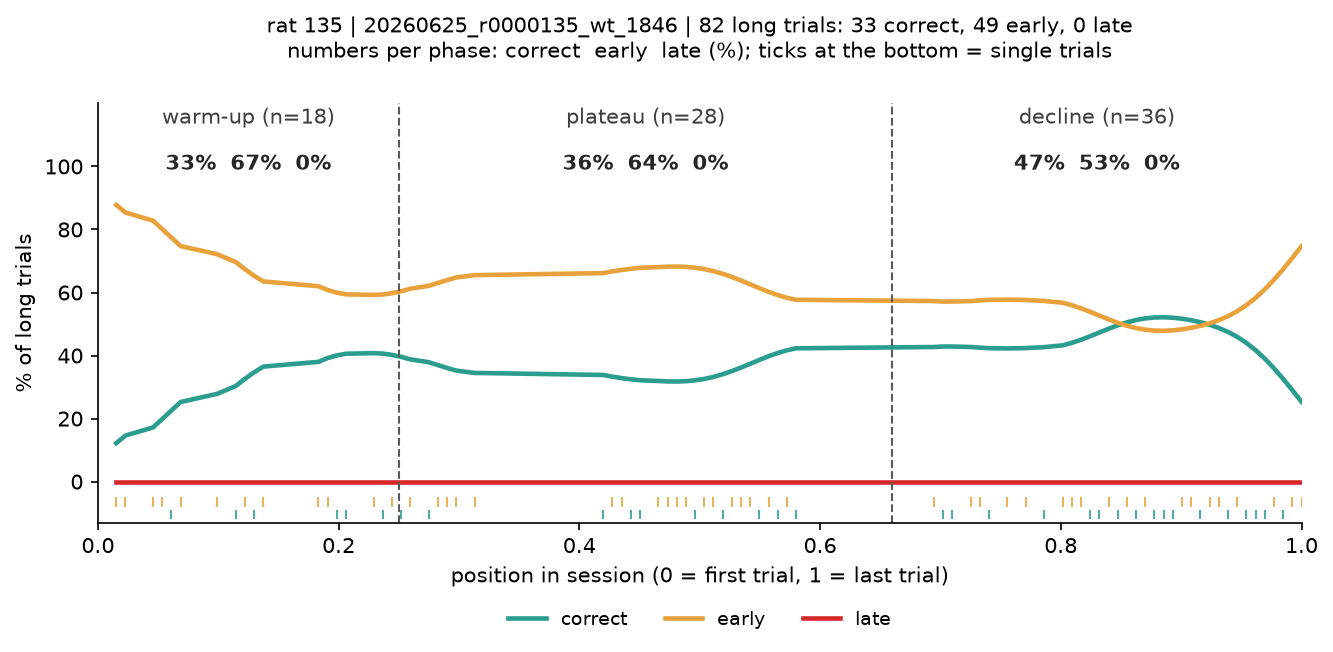 rat 135 | 20260625_r0000135_wt_1846 | 82 long trials: 33 correct, 49 early, 0 late
numbers per phase: correct  early  late (%); ticks at the bottom = single trials
warm-up (n=18)
plateau (n=28)
decline (n=36)
33%  67%  0%
36%  64%  0%
47%  53%  0%
% of long trials
100
80
60
40
20
0
0.0
0.2
0.4
0.6
0.8
1.0
position in session (0 = first trial, 1 = last trial)
correct
early
late